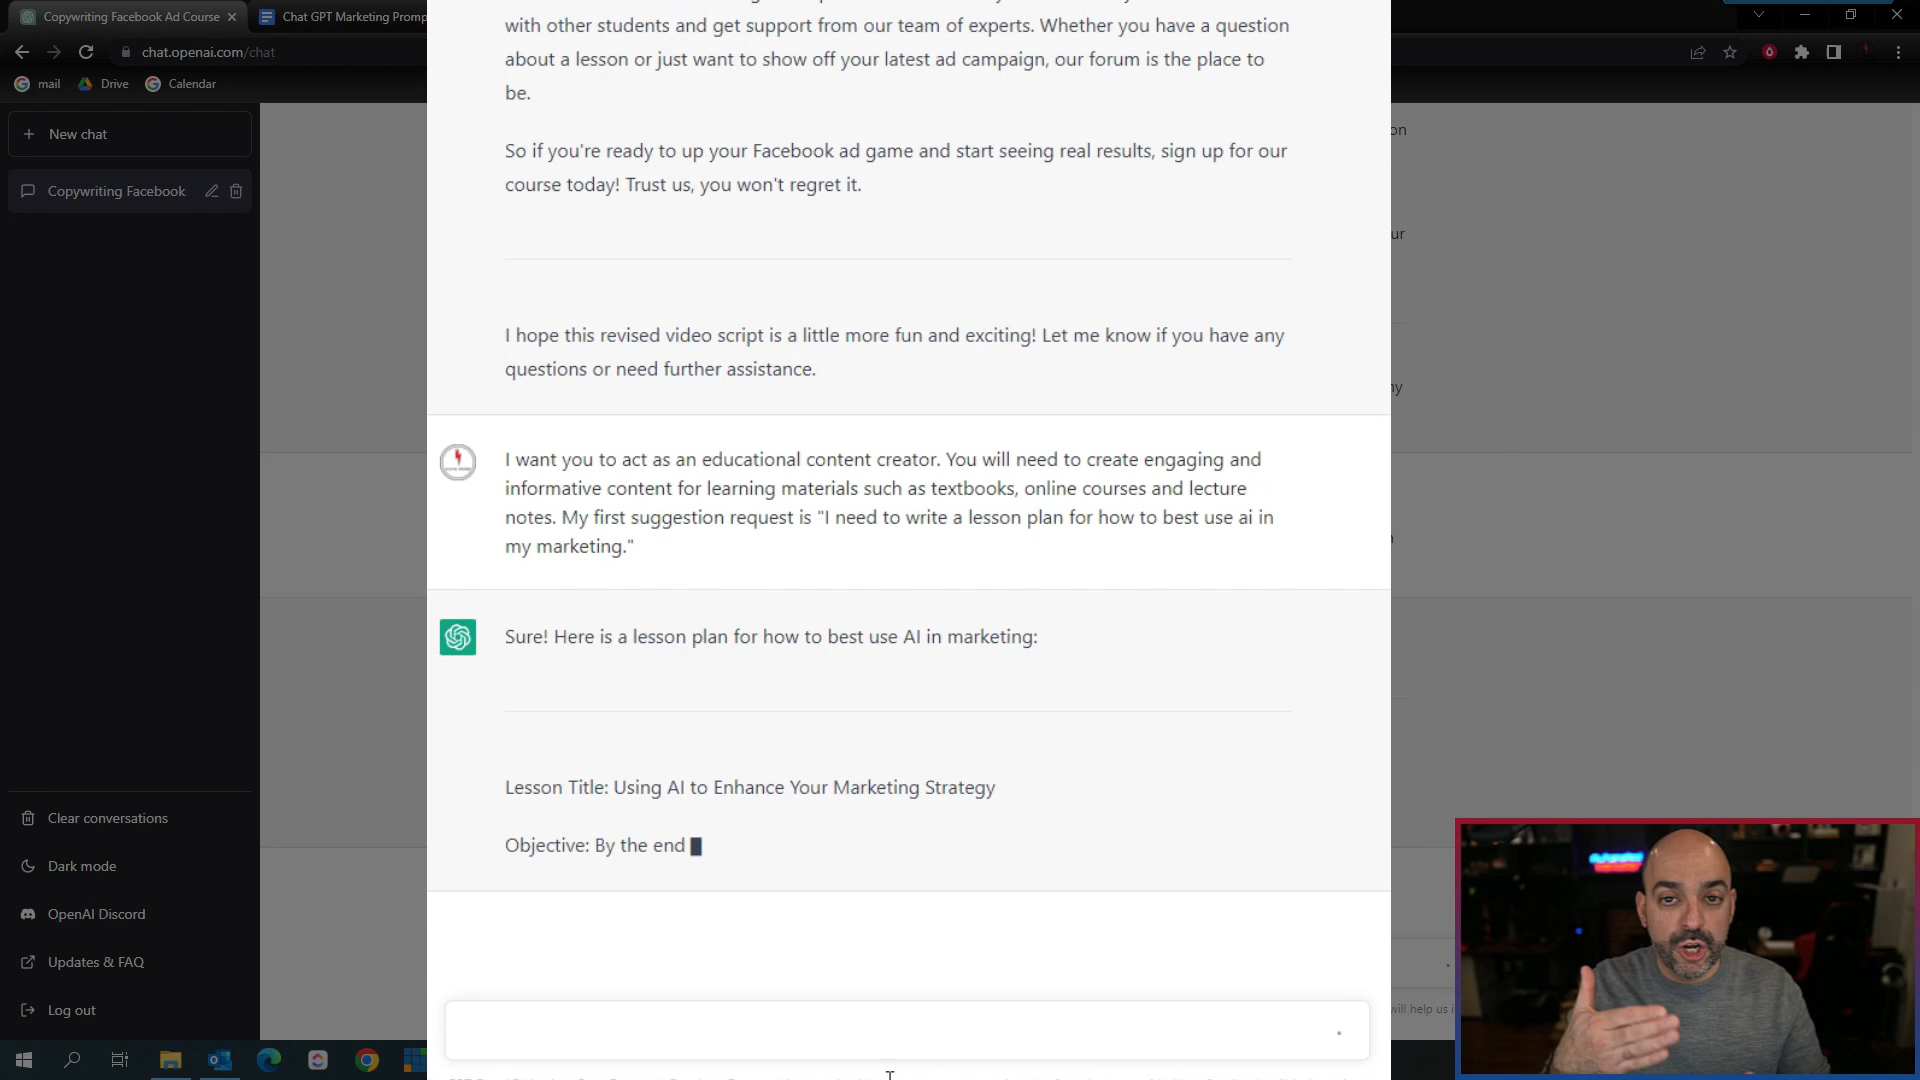 Copywriting Facebook Ad Course
Chat GPT Marketing Promp
chat.openai.com/chat
mail
Drive
Calendar
New chat
Copywriting Facebook
with other students and get support from our team of experts. Whether you have a question
about a lesson or just want to show off your latest ad campaign, our forum is the place to
be.
So if you're ready to up your Facebook ad game and start seeing real results, sign up for our
course today! Trust us, you won't regret it.
I hope this revised video script is a little more fun and exciting! Let me know if you have any
questions or need further assistance.
I want you to act as an educational content creator. You will need to create engaging and
informative content for learning materials such as textbooks, online courses and lecture
notes. My first suggestion request is "I need to write a lesson plan for how to best use ai in
my marketing."
Sure! Here is a lesson plan for how to best use AI in marketing:
Lesson Title: Using AI to Enhance Your Marketing Strategy
Objective: By the end
Clear conversations
Dark mode
OpenAI Discord
Updates & FAQ
Log out
on
ur
ny
will help us i